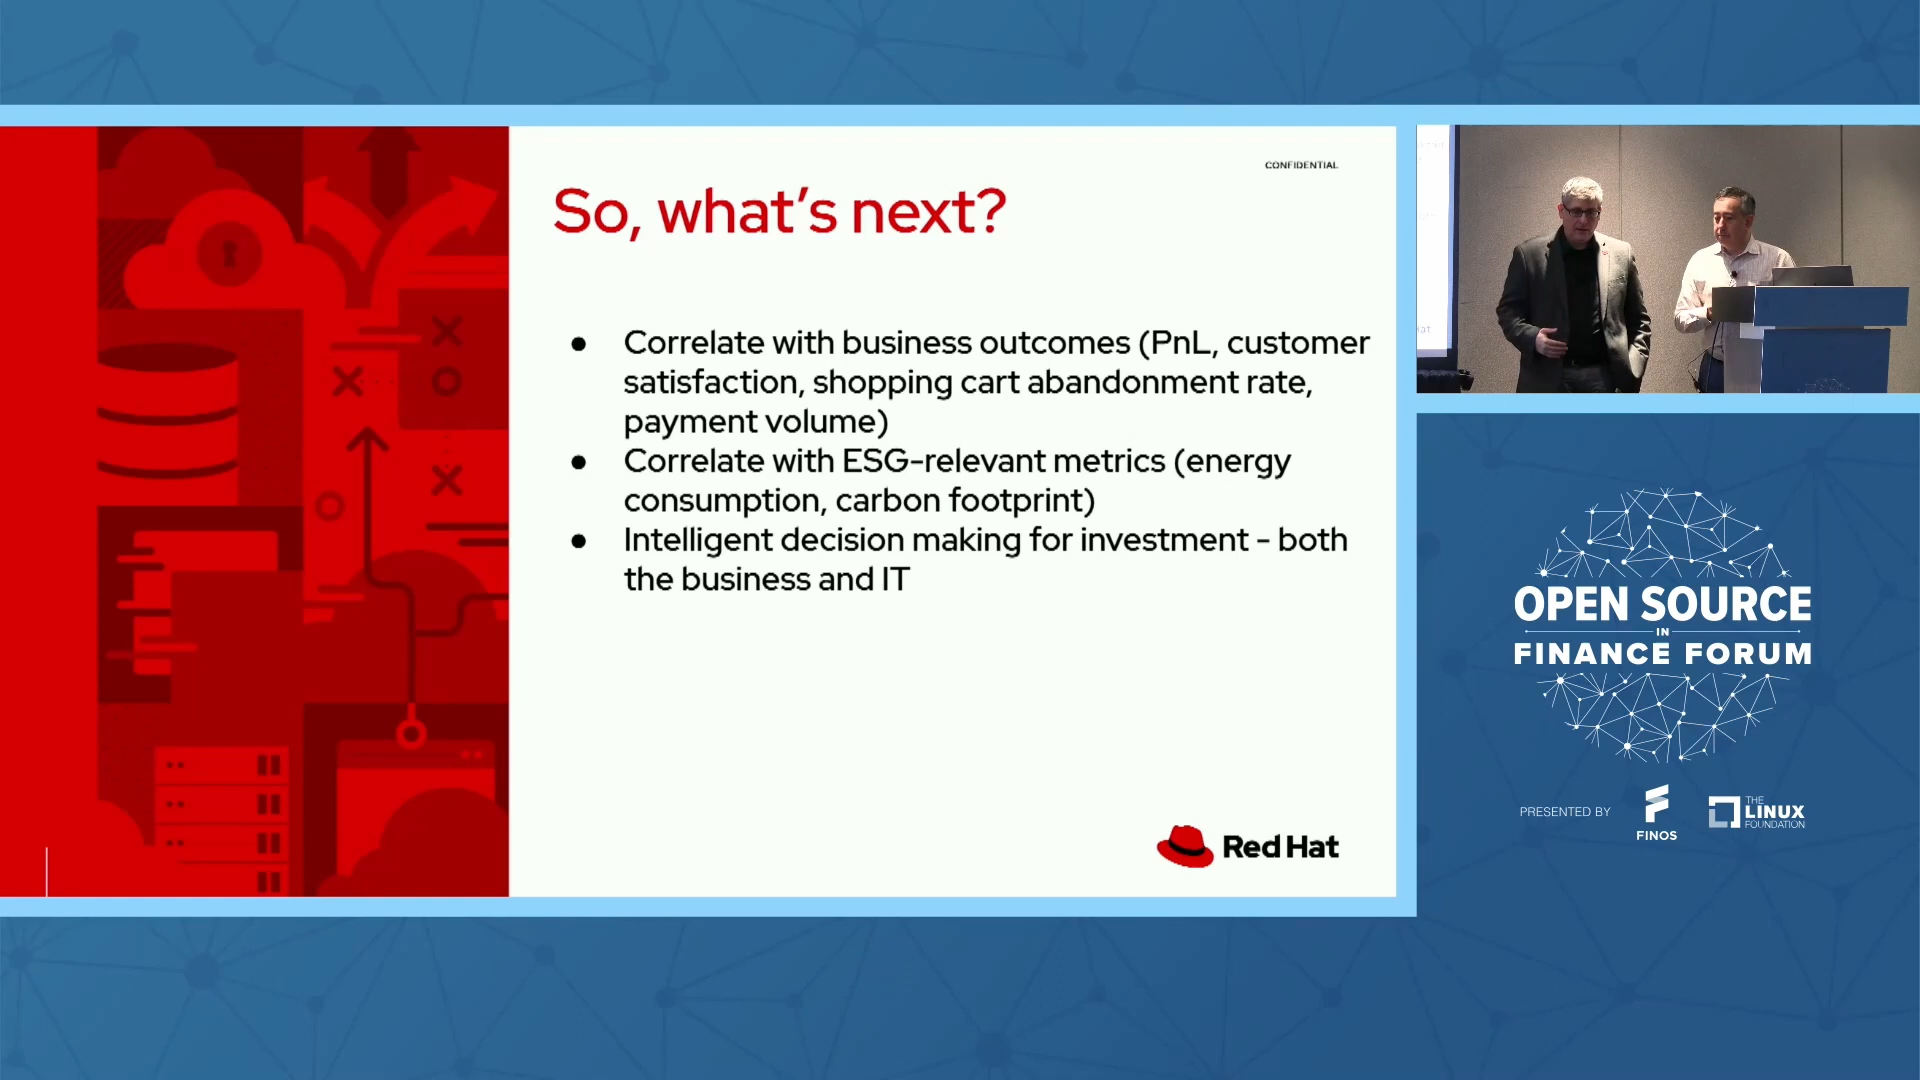 CONFIDENTIAL
So, what's next?
● Correlate with business outcomes (PnL, customer
satisfaction, shopping cart abandonment rate,
payment volume)
● Correlate with ESG-relevant metrics (energy
consumption, carbon footprint)
● Intelligent decision making for investment - both
the business and IT
Red Hat
OPEN SOURCE
IN
FINANCE FORUM
PRESENTED BY
FINOS
THE
LINUX
FOUNDATION